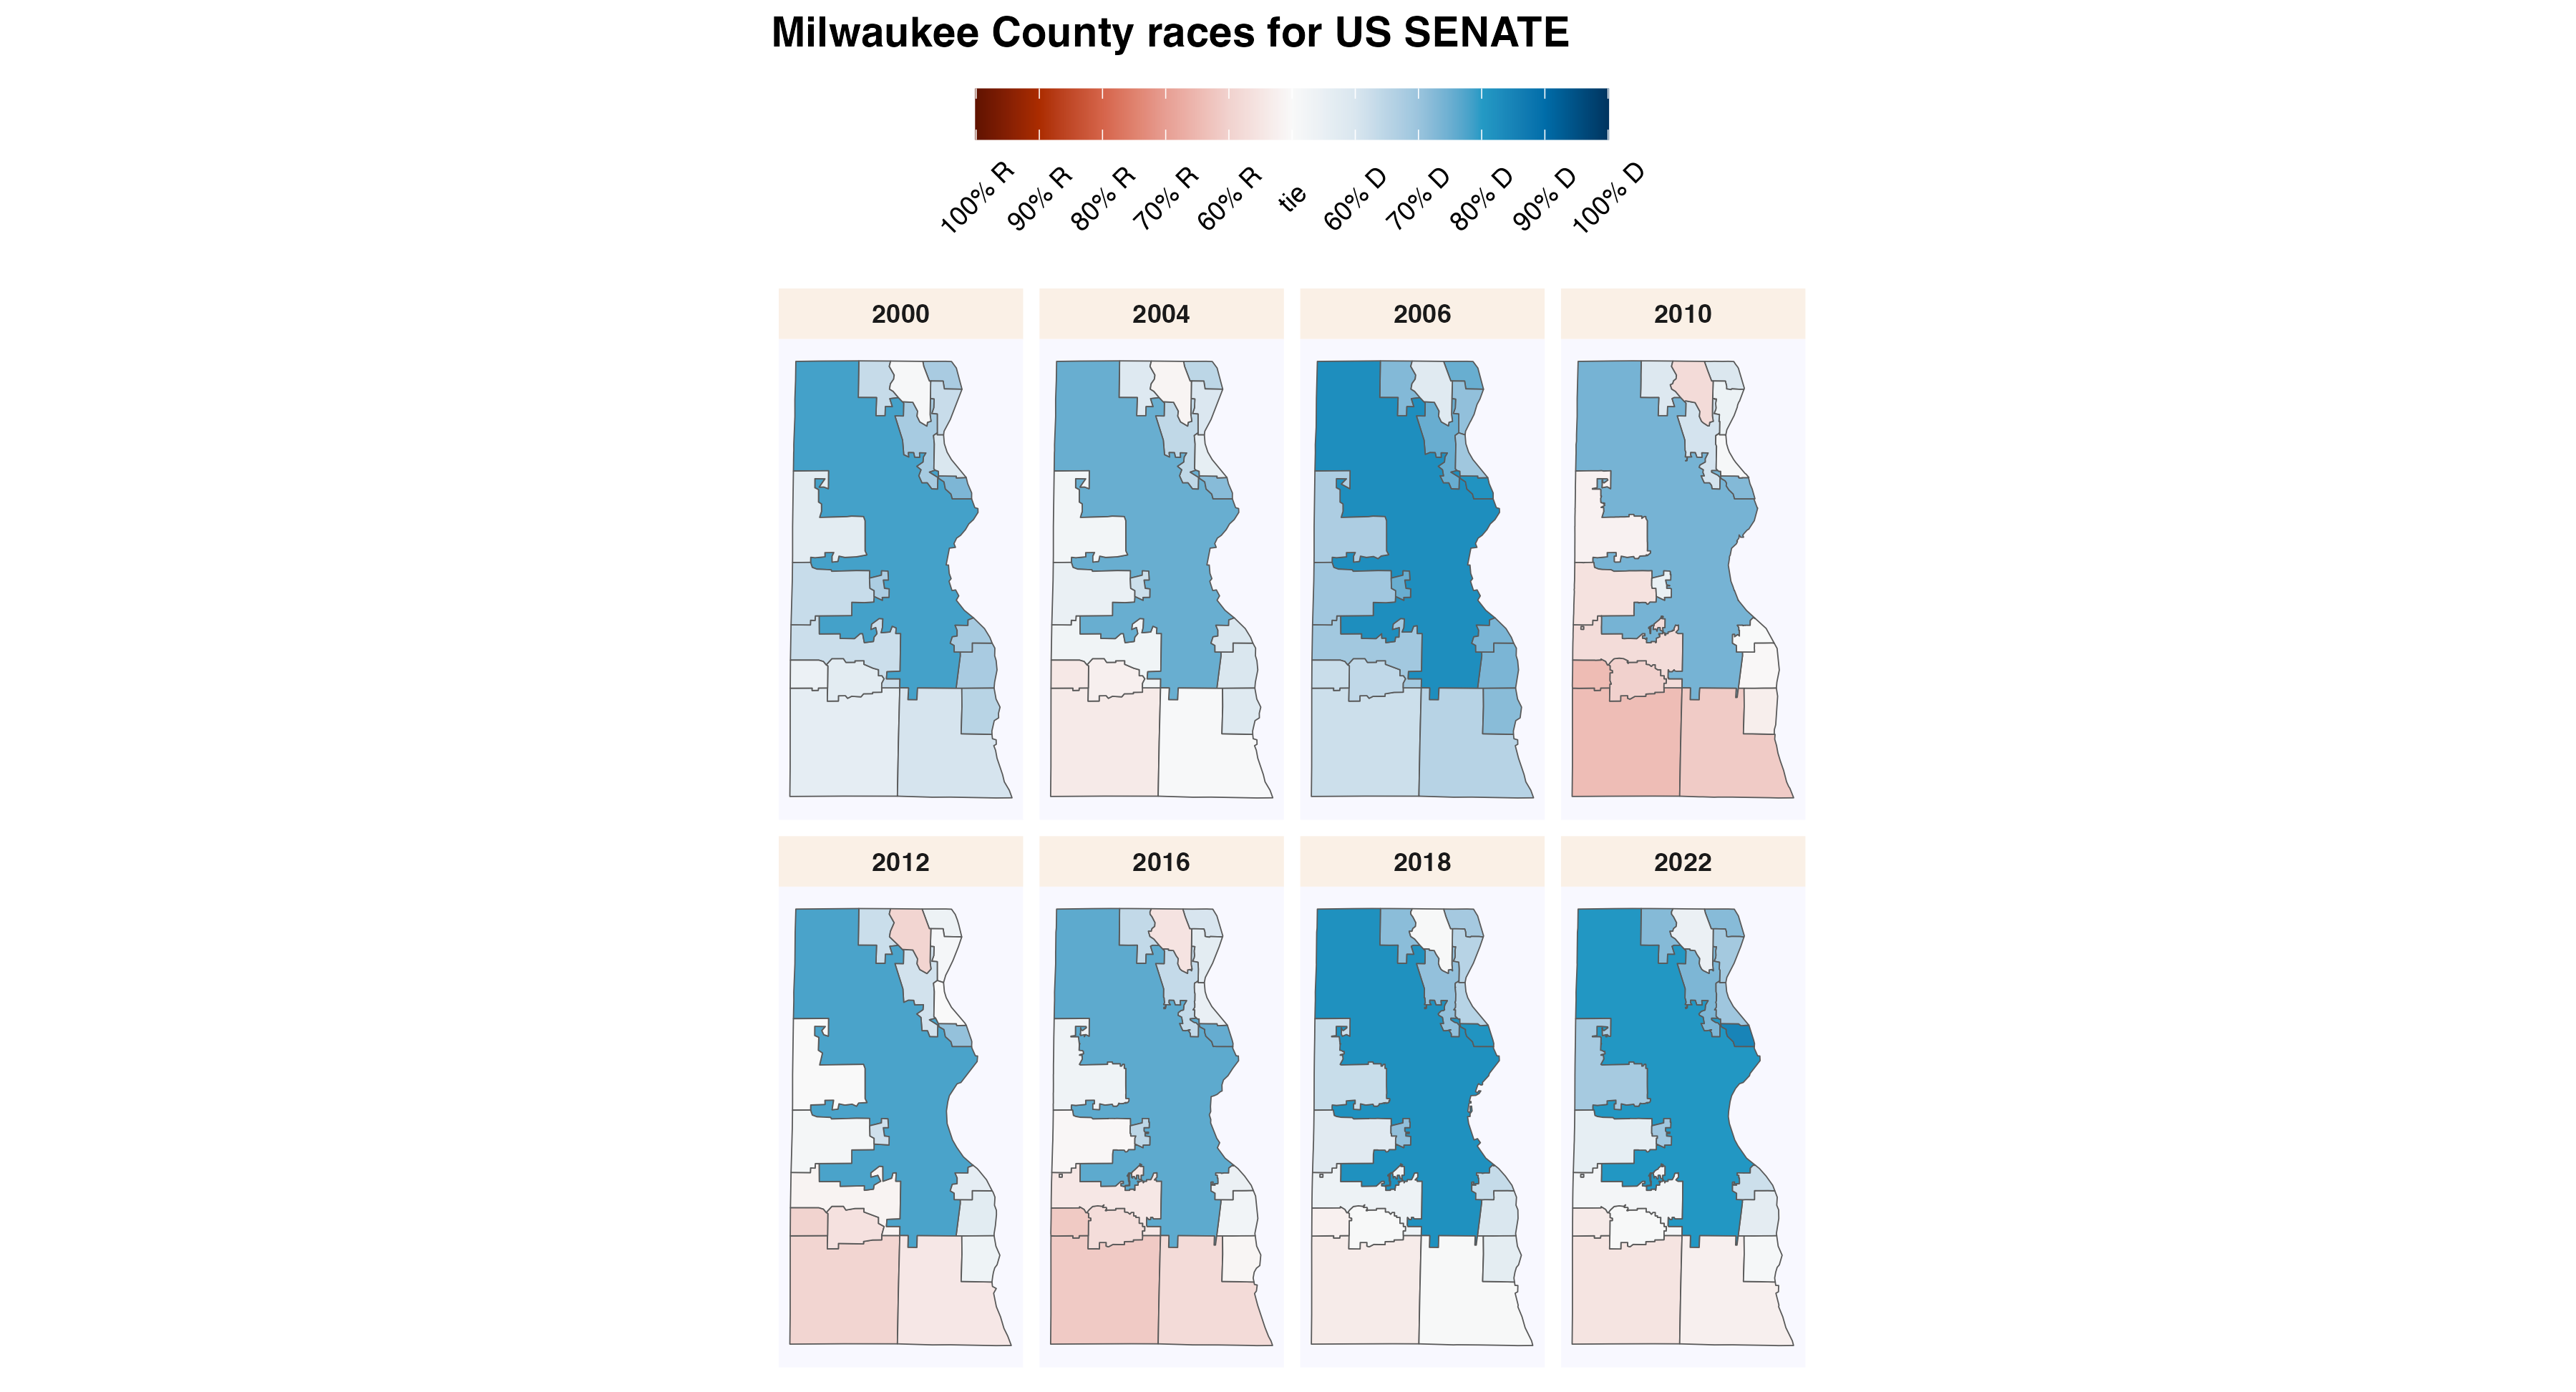 Milwaukee County races for US SENATE
100% R 90% R 80% R 70% R 60% R tie 60% D 70% D 80% D 90% D 100% D
2000 2004 2006 2010
2012 2016 2018 2022